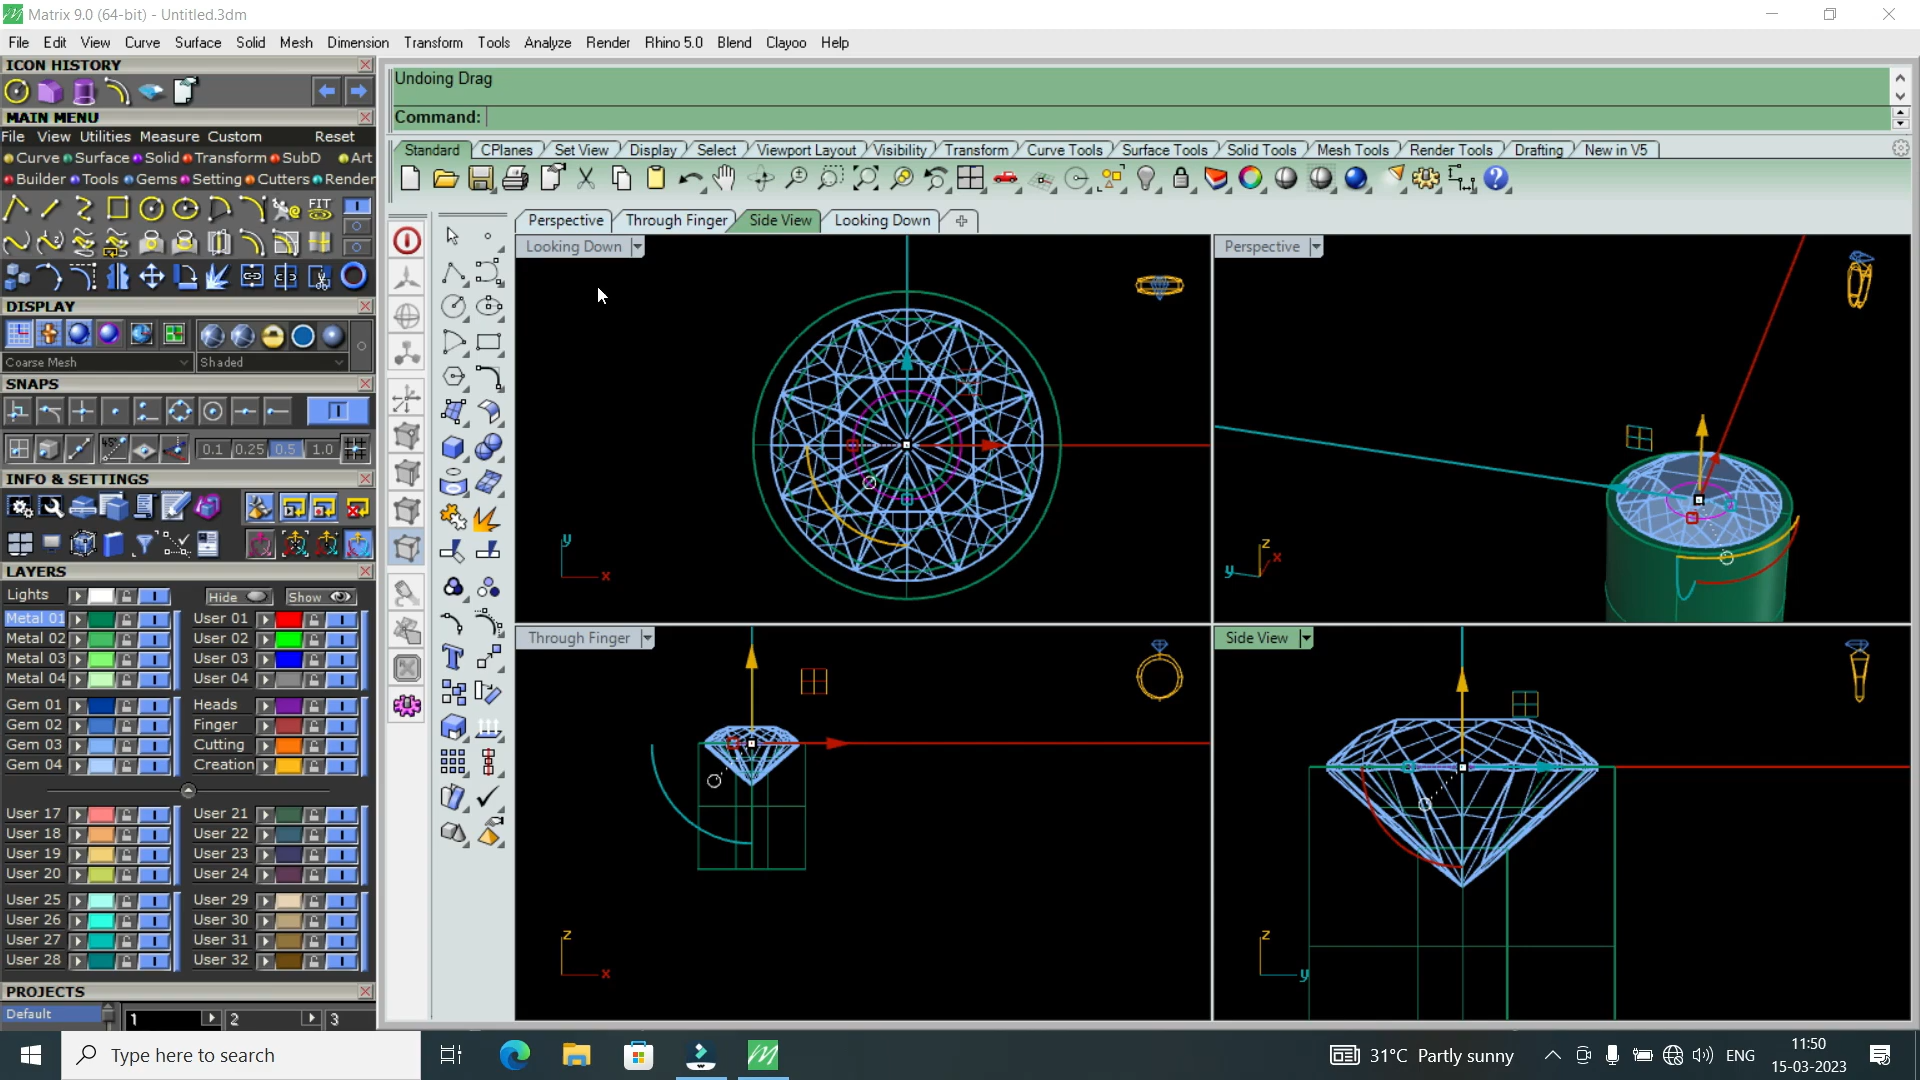 Matrix 9.0 (64-bit) - Untitled.3dm
File Edit View Curve Surface Solid Mesh Dimension Transform Tools Analyze Render Rhino 5.0 Blend Clayoo Help
ICON HISTORY
MAIN MENU
File View Utilities Measure Custom Reset
Curve Surface Solid Transform SubD Art
Builder Tools Gems Setting Cutters Render
FIT
DISPLAY
Coarse Mesh Shaded
SNAPS
45°
0.1 0.25 0.5 1.0
INFO & SETTINGS
LAYERS
Lights Hide Show
Metal 01 User 01
Metal 02 User 02
Metal 03 User 03
Metal 04 User 04
Gem 01 Heads
Gem 02 Finger
Gem 03 Cutting
Gem 04 Creation
User 17 User 21
User 18 User 22
User 19 User 23
User 20 User 24
User 25 User 29
User 26 User 30
User 27 User 31
User 28 User 32
PROJECTS
Default 1 2 3
Undoing Drag
Command:
Standard CPlanes Set View Display Select Viewport Layout Visibility Transform Curve Tools Surface Tools Solid Tools Mesh Tools Render Tools Drafting New in V5
Perspective Through Finger Side View Looking Down
Looking Down
y
x
Perspective
z
x
y
Through Finger
z
x
Side View
z
y
Type here to search
31°C Partly sunny
ENG
11:50
15-03-2023